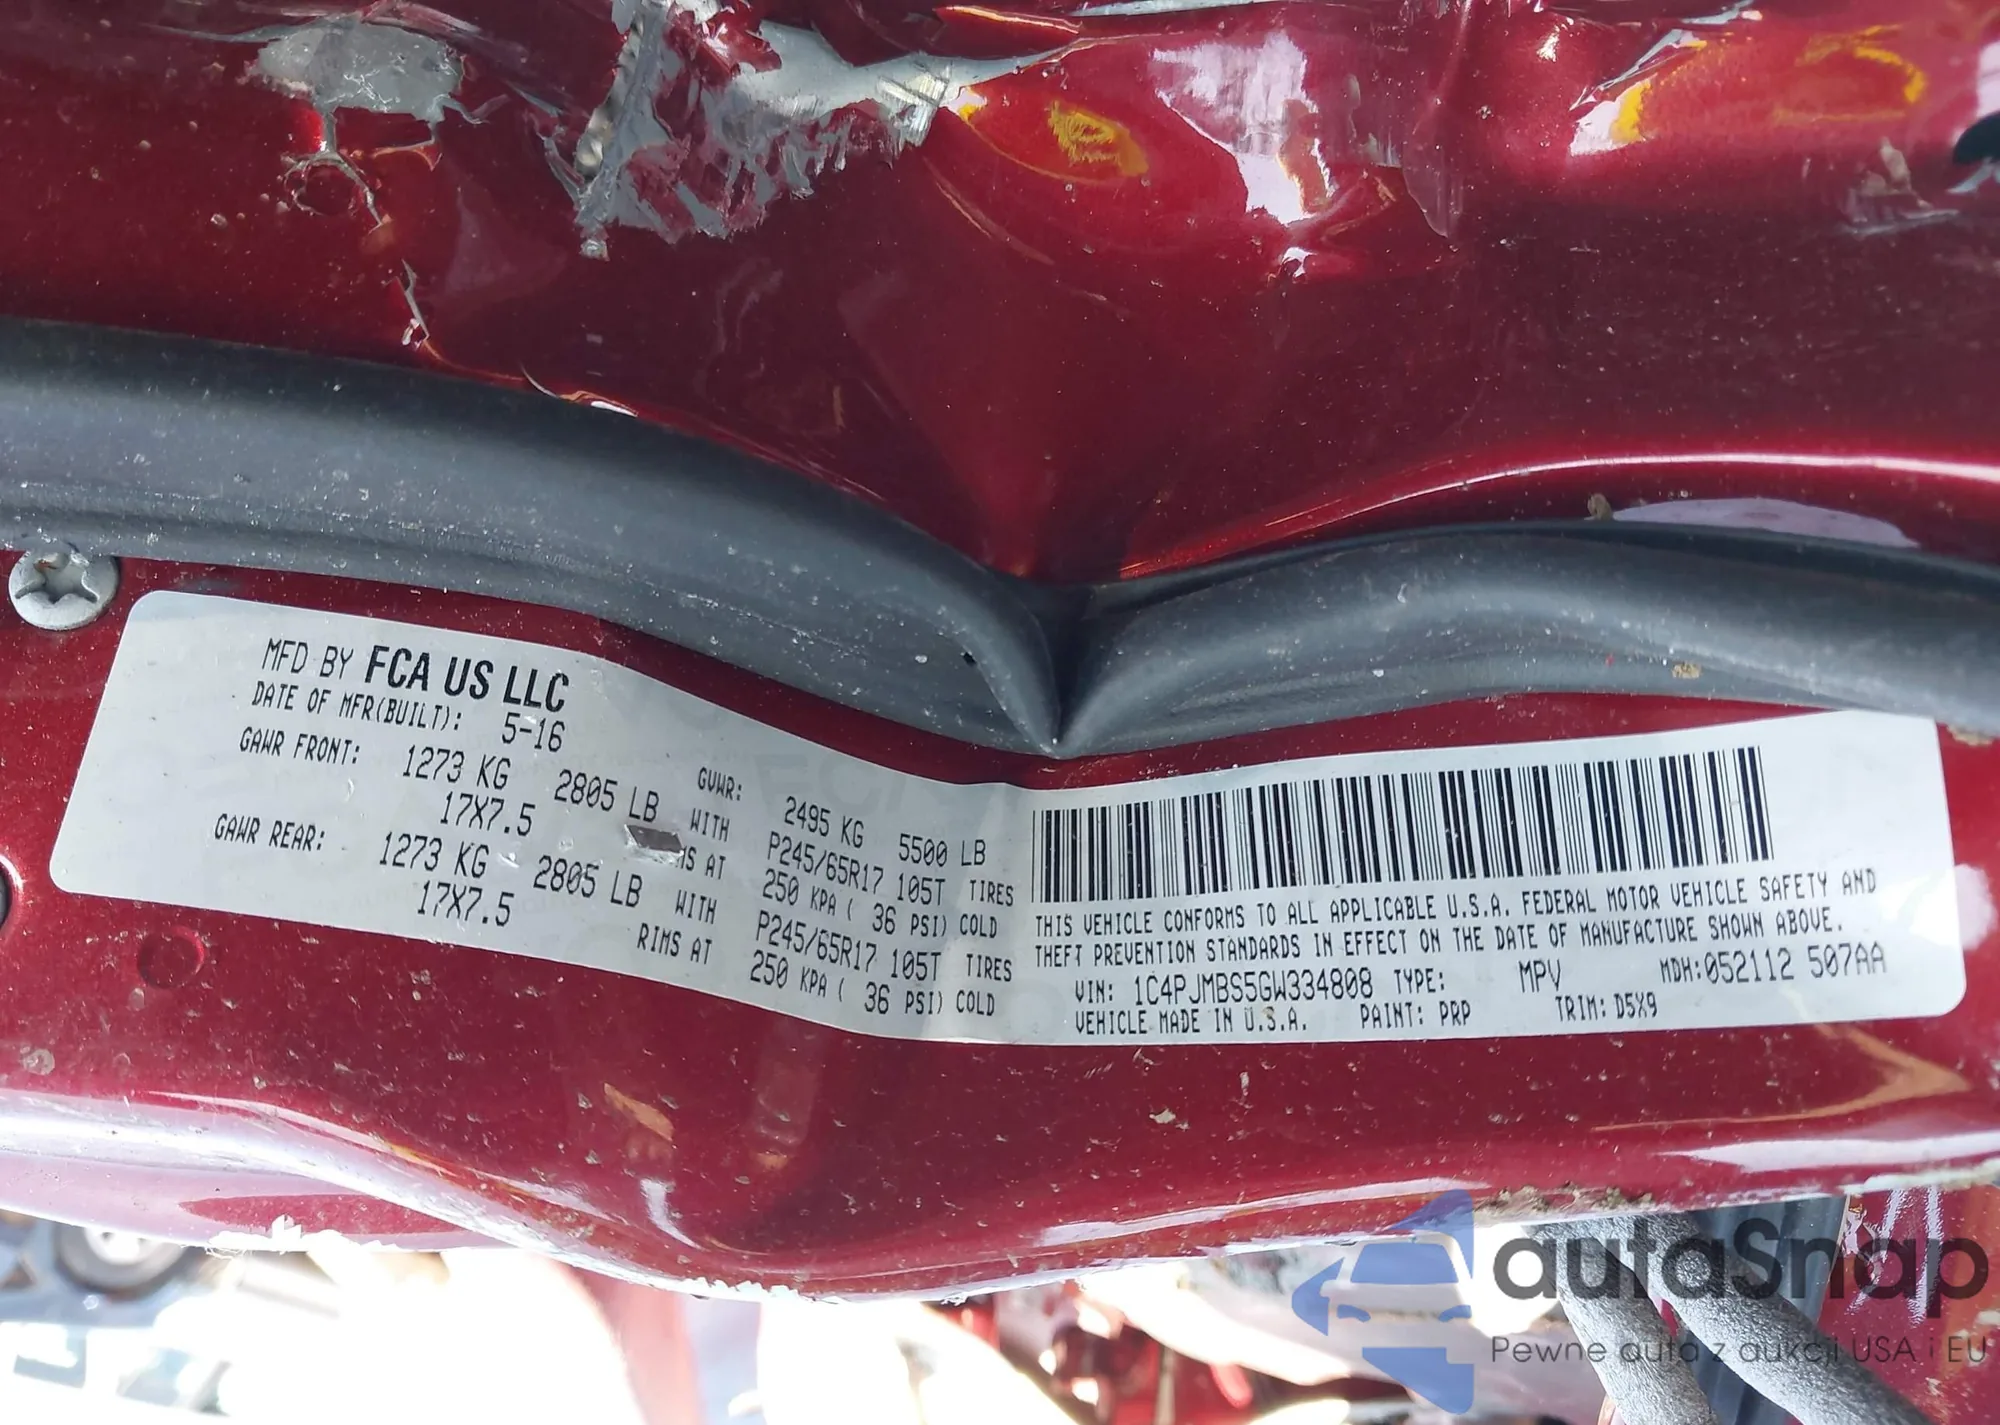 MFD BY FCA US LLC
DATE OF MFR(BUILT): 5-16
GVWR: 2495 KG 5500 LB
GAWR FRONT: 1273 KG 2805 LB WITH P245/65R17 105T TIRES
17X7.5 AT 250 KPA ( 36 PSI) COLD
GAWR REAR: 1273 KG 2805 LB WITH P245/65R17 105T TIRES
17X7.5 RIMS AT 250 KPA ( 36 PSI) COLD
THIS VEHICLE CONFORMS TO ALL APPLICABLE U.S.A. FEDERAL MOTOR VEHICLE SAFETY AND
THEFT PREVENTION STANDARDS IN EFFECT ON THE DATE OF MANUFACTURE SHOWN ABOVE.
VIN: 1C4PJMBS5GW334808 TYPE: MPV MDH:052112 507AA
VEHICLE MADE IN U.S.A. PAINT: PRP TRIM: D5X9
autaSnap
Pewne auta z aukcji USA i EU